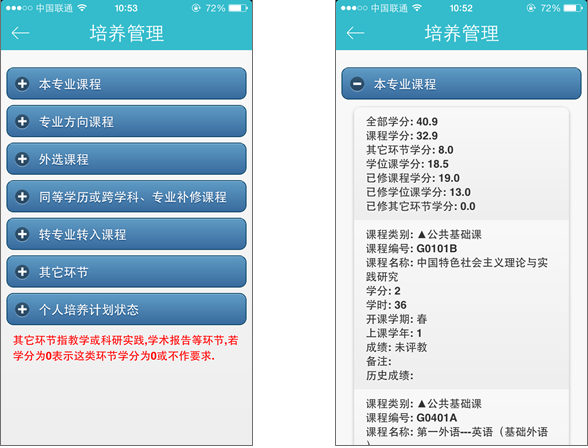 中国联通 10:53 72%
培养管理
本专业课程
专业方向课程
外选课程
同等学历或跨学科、专业补修课程
转专业转入课程
其它环节
个人培养计划状态
其它环节指教学或科研实践,学术报告等环节,若
学分为0表示这类环节学分为0或不作要求.
中国联通 10:52 72%
培养管理
本专业课程
全部学分: 40.9
课程学分: 32.9
其它环节学分: 8.0
学位课学分: 18.5
已修课程学分: 19.0
已修学位课学分: 13.0
已修其它环节学分: 0.0
课程类别: ▲公共基础课
课程编号: G0101B
课程名称: 中国特色社会主义理论与实
践研究
学分: 2
学时: 36
开课学期: 春
上课学年: 1
成绩: 未评教
备注:
历史成绩:
课程类别: ▲公共基础课
课程编号: G0401A
课程名称: 第一外语---英语（基础外语
）